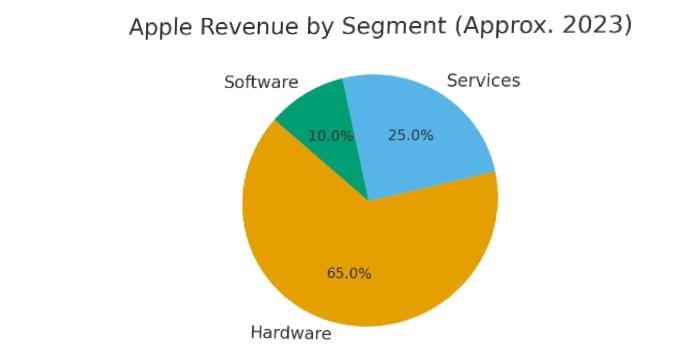 Apple Revenue by Segment (Approx. 2023)
Software
Services
10.0%
25.0%
65.0%
Hardware